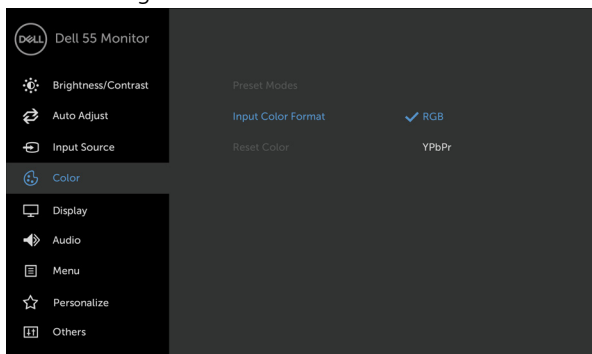 DELL Dell 55 Monitor
Brightness/Contrast
Preset Modes
Auto Adjust
Input Color Format
RGB
Input Source
Reset Color
YPbPr
Color
Display
Audio
Menu
Personalize
Others